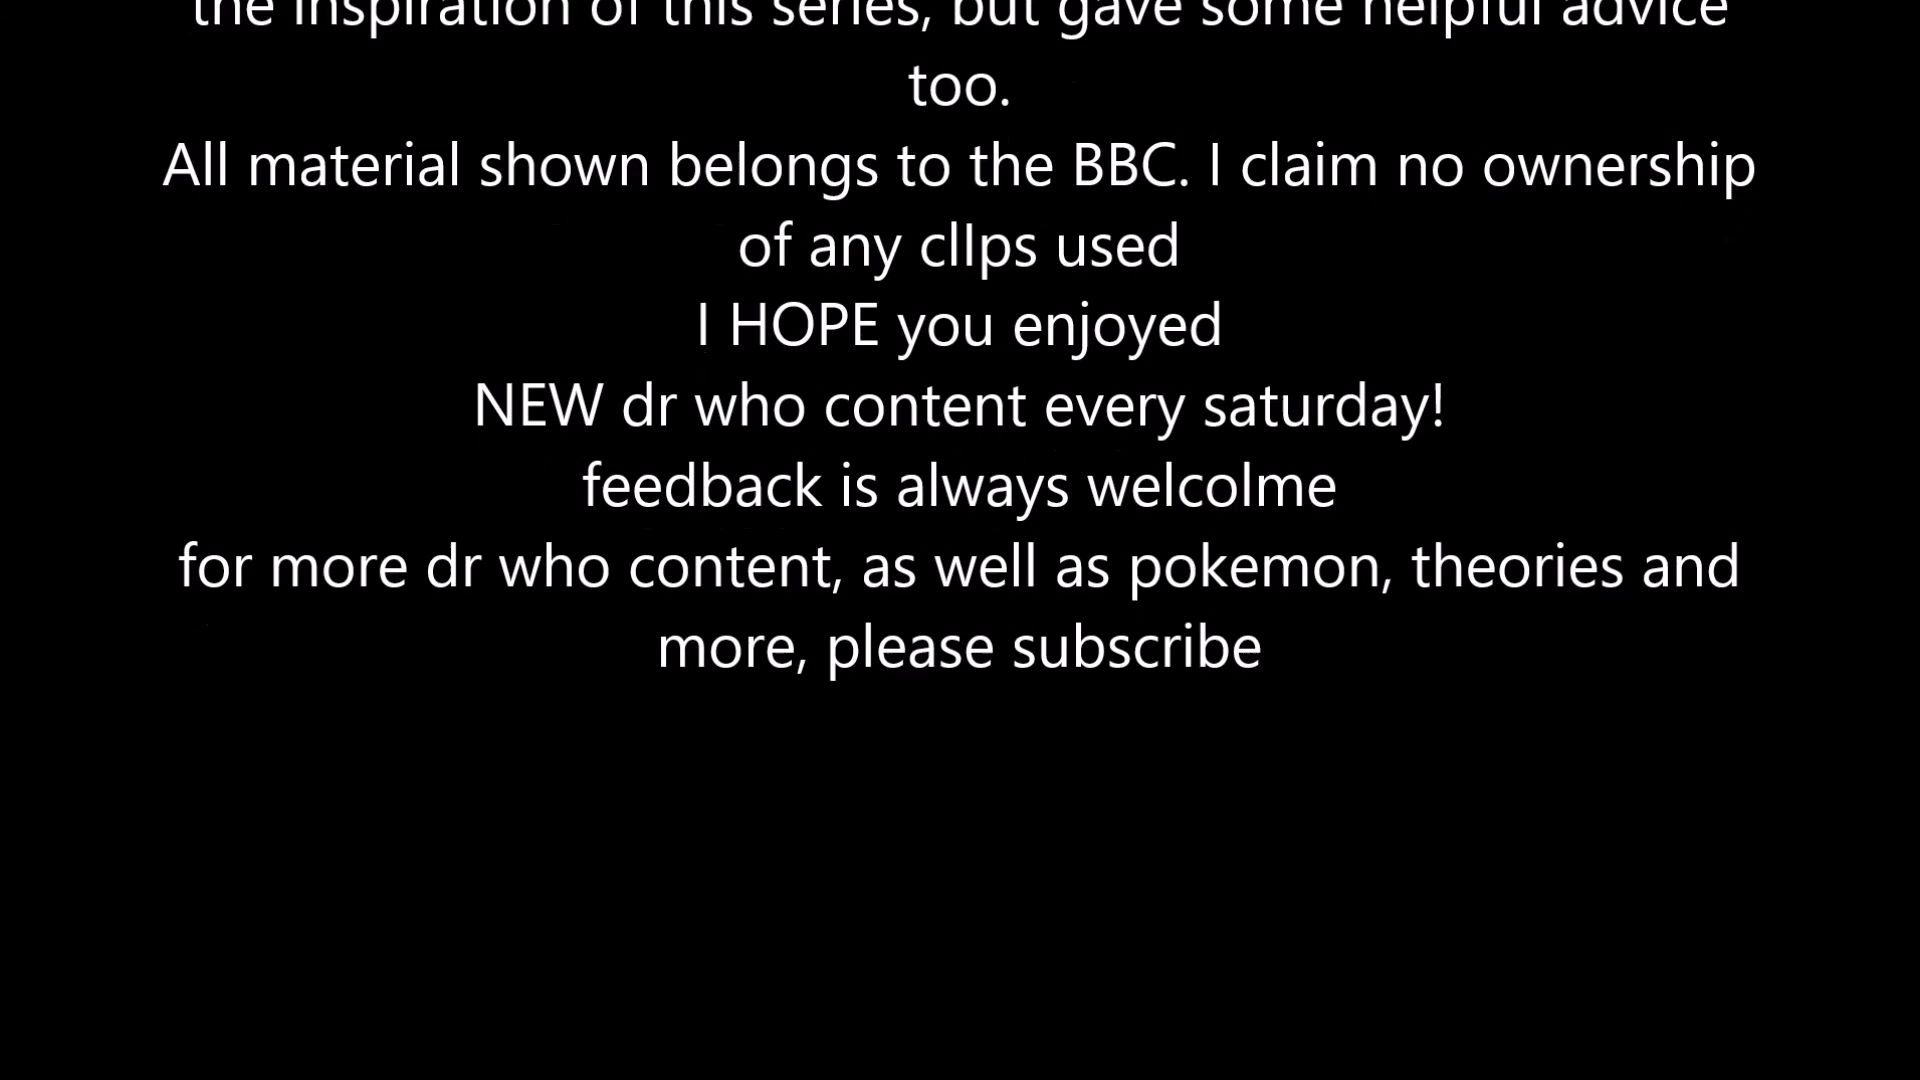 the inspiration of this series, but gave some helpful advice
too.
All material shown belongs to the BBC. I claim no ownership
of any clIps used
I HOPE you enjoyed
NEW dr who content every saturday!
feedback is always welcolme
for more dr who content, as well as pokemon, theories and
more, please subscribe